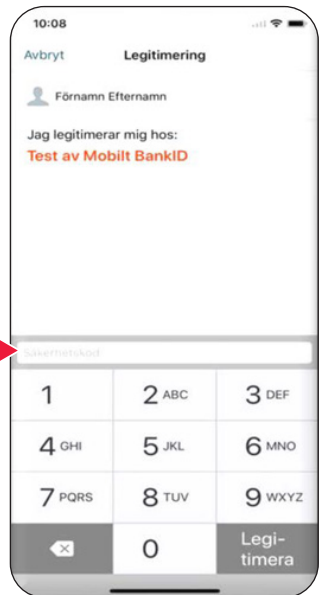 10:08
Avbryt Legitimering
Förnamn Efternamn
Jag legitimerar mig hos:
Test av Mobilt BankID
Säkerhetskod
1 2 ABC 3 DEF
4 GHI 5 JKL 6 MNO
7 PQRS 8 TUV 9 WXYZ
0 Legi-
timera